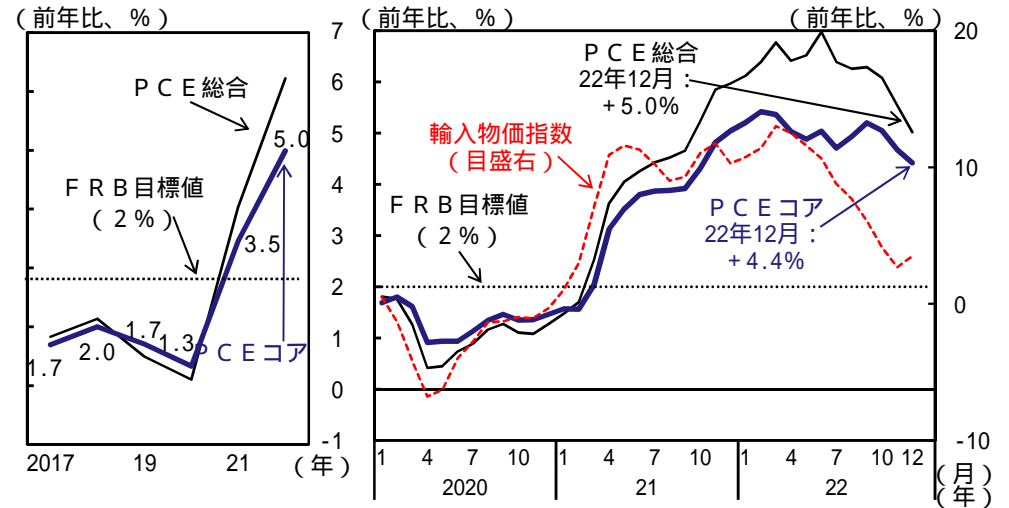 （前年比、％）
ＰＣＥ総合
5.0
ＦＲＢ目標値
（２％）
3.5
1.7
2.0
1.7
1.3
ＰＣＥコア
2017
19
21
（年）
（前年比、％）
7
6
5
4
3
2
1
0
-1
（前年比、％）
20
10
0
-10
ＰＣＥ総合
22年12月：
＋5.0%
輸入物価指数
（目盛右）
ＦＲＢ目標値
（２％）
ＰＣＥコア
22年12月：
＋4.4%
1
4
7
10
1
4
7
10
1
4
7
10
12
（月）
2020
21
22
（年）